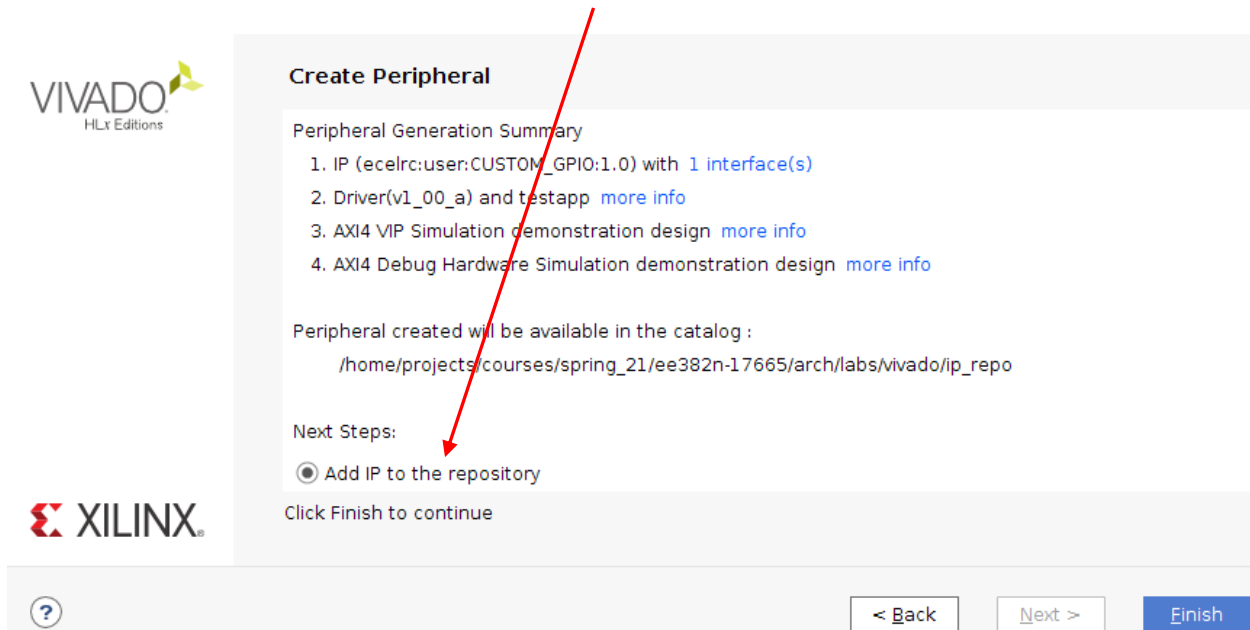 VIVADO.
HLx Editions
Create Peripheral
Peripheral Generation Summary
1. IP (ecelrc:user:CUSTOM_GPIO:1.0) with 1 interface(s)
2. Driver(v1_00_a) and testapp more info
3. AXI4 VIP Simulation demonstration design more info
4. AXI4 Debug Hardware Simulation demonstration design more info
Peripheral created will be available in the catalog :
/home/projects/courses/spring_21/ee382n-17665/arch/labs/vivado/ip_repo
Next Steps:
Add IP to the repository
XILINX®
Click Finish to continue
?
< Back
Next >
Finish